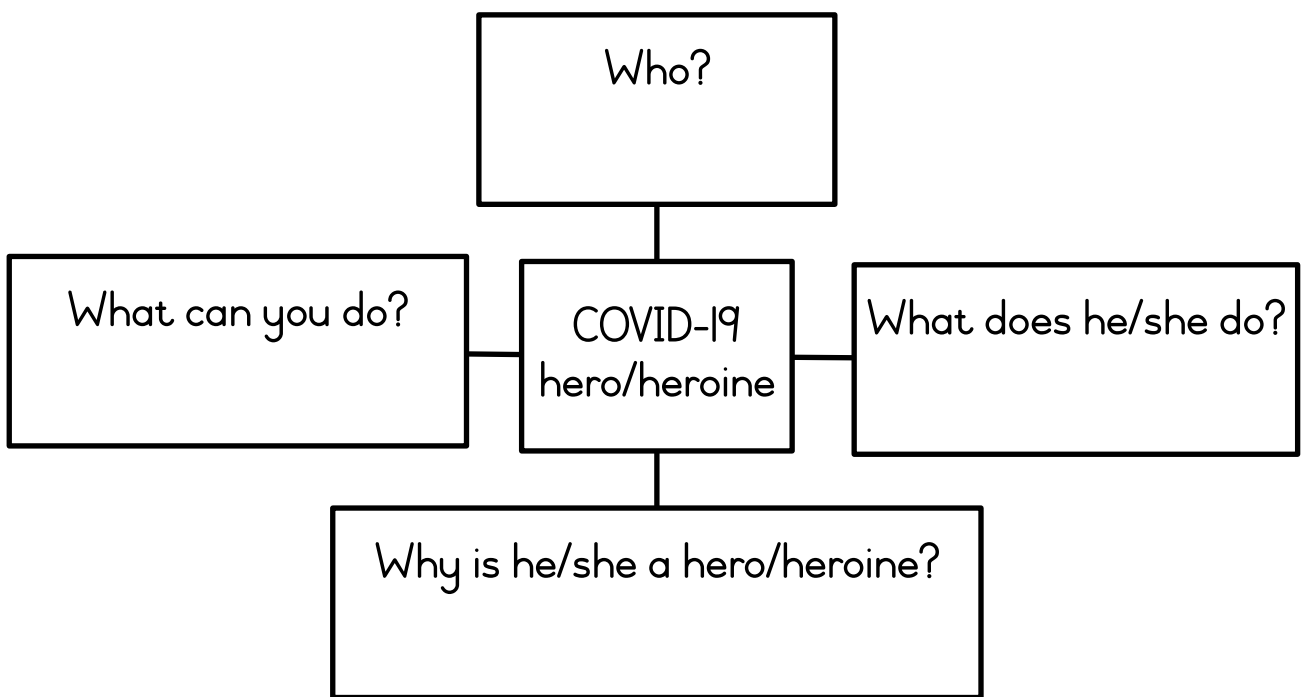 Who?
What can you do?
COVID-19
hero/heroine
What does he/she do?
Why is he/she a hero/heroine?